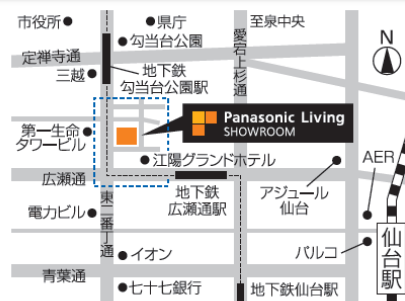 市役所
県庁
至泉中央
勾当台公園
定禅寺通
三越
地下鉄
勾当台公園駅
愛宕上杉通
N
Panasonic Living
SHOWROOM
第一生命
タワービル
江陽グランドホテル
AER
広瀬通
地下鉄
広瀬通駅
アジュール
仙台
電力ビル
東二番丁通
イオン
パルコ
仙台駅
青葉通
七十七銀行
地下鉄仙台駅